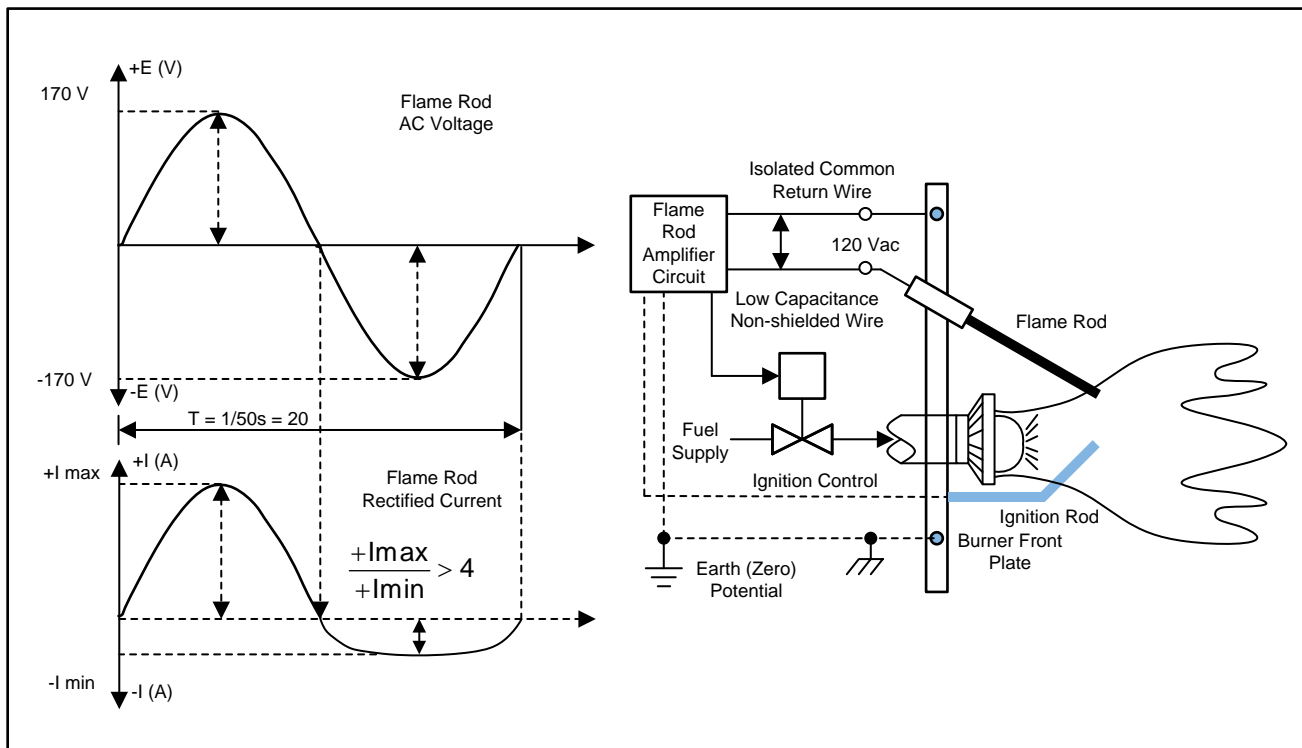 +E (V)
170 V
Flame Rod
AC Voltage
-170 V
-E (V)
T = 1/50s = 20
+I max
+I (A)
Flame Rod
Rectified Current
+Imax
+Imin
> 4
-I min
-I (A)
Isolated Common
Return Wire
Flame
Rod
Amplifier
Circuit
120 Vac
Low Capacitance
Non-shielded Wire
Flame Rod
Fuel
Supply
Ignition Control
Ignition Rod
Burner Front
Plate
Earth (Zero)
Potential